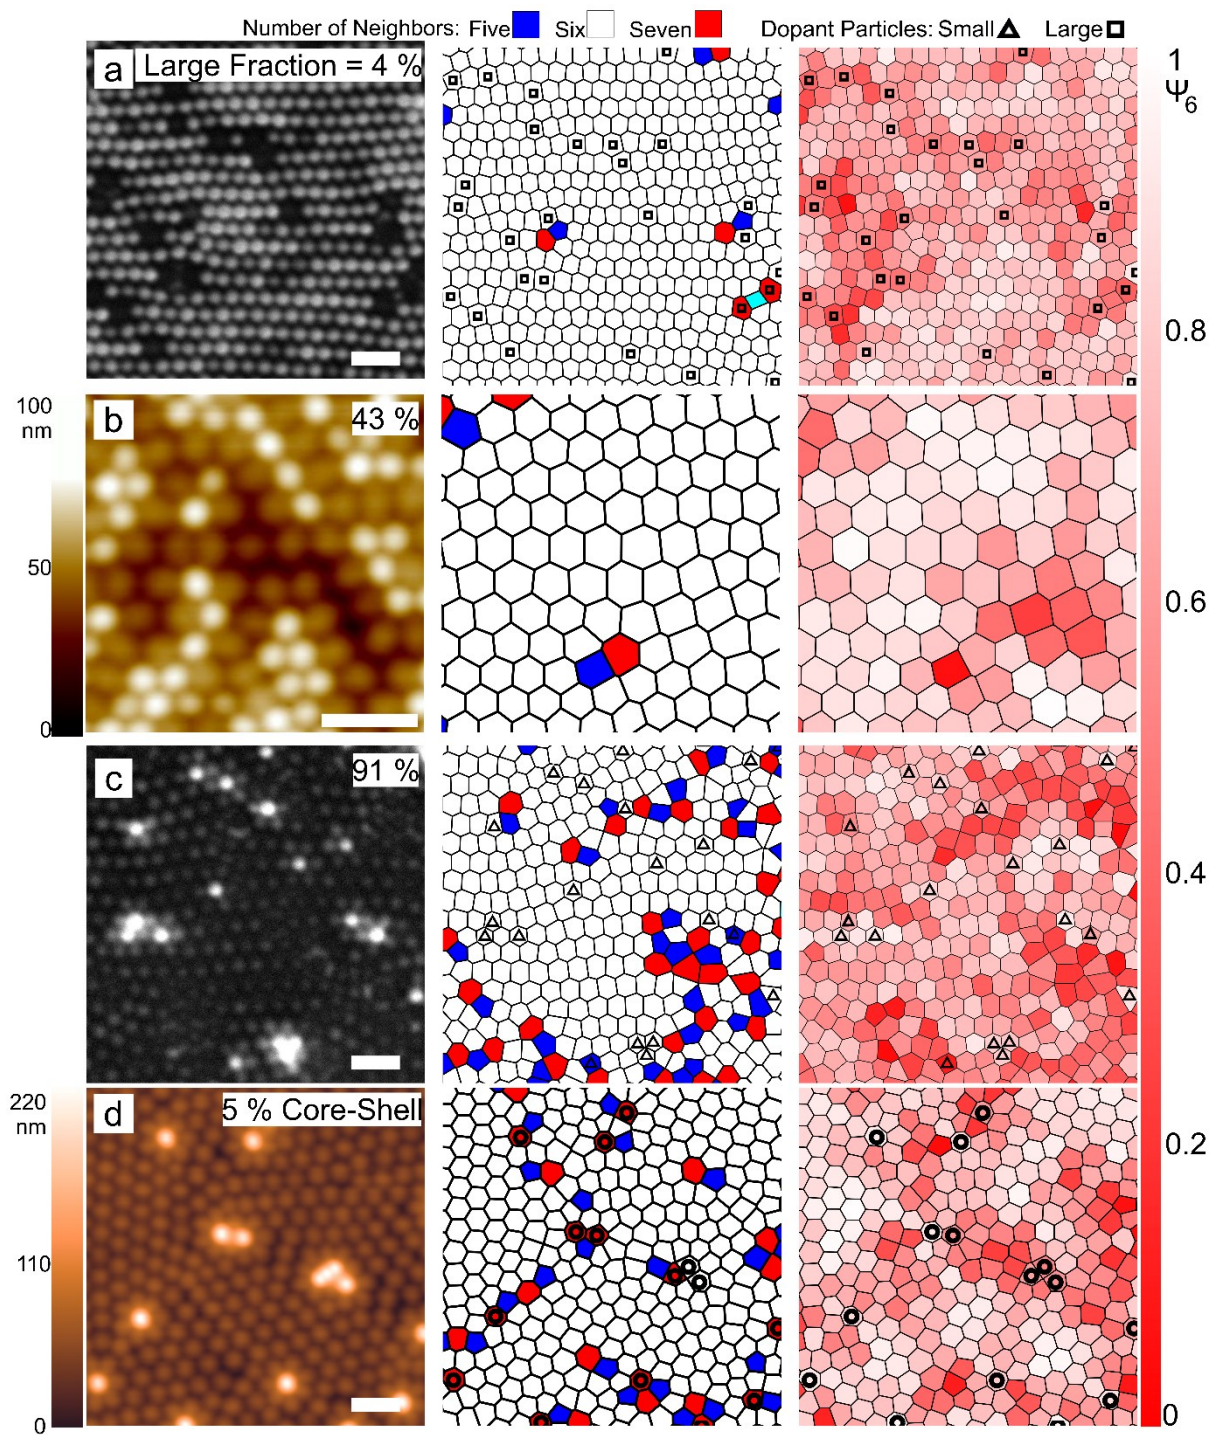 Number of Neighbors: Five Six Seven Dopant Particles: Small Large
a Large Fraction = 4 %
1
Ψ6
0.8
100
nm
b 43 %
50
0.6
0
c 91 %
0.4
220
nm
d 5 % Core-Shell
0.2
110
0
0